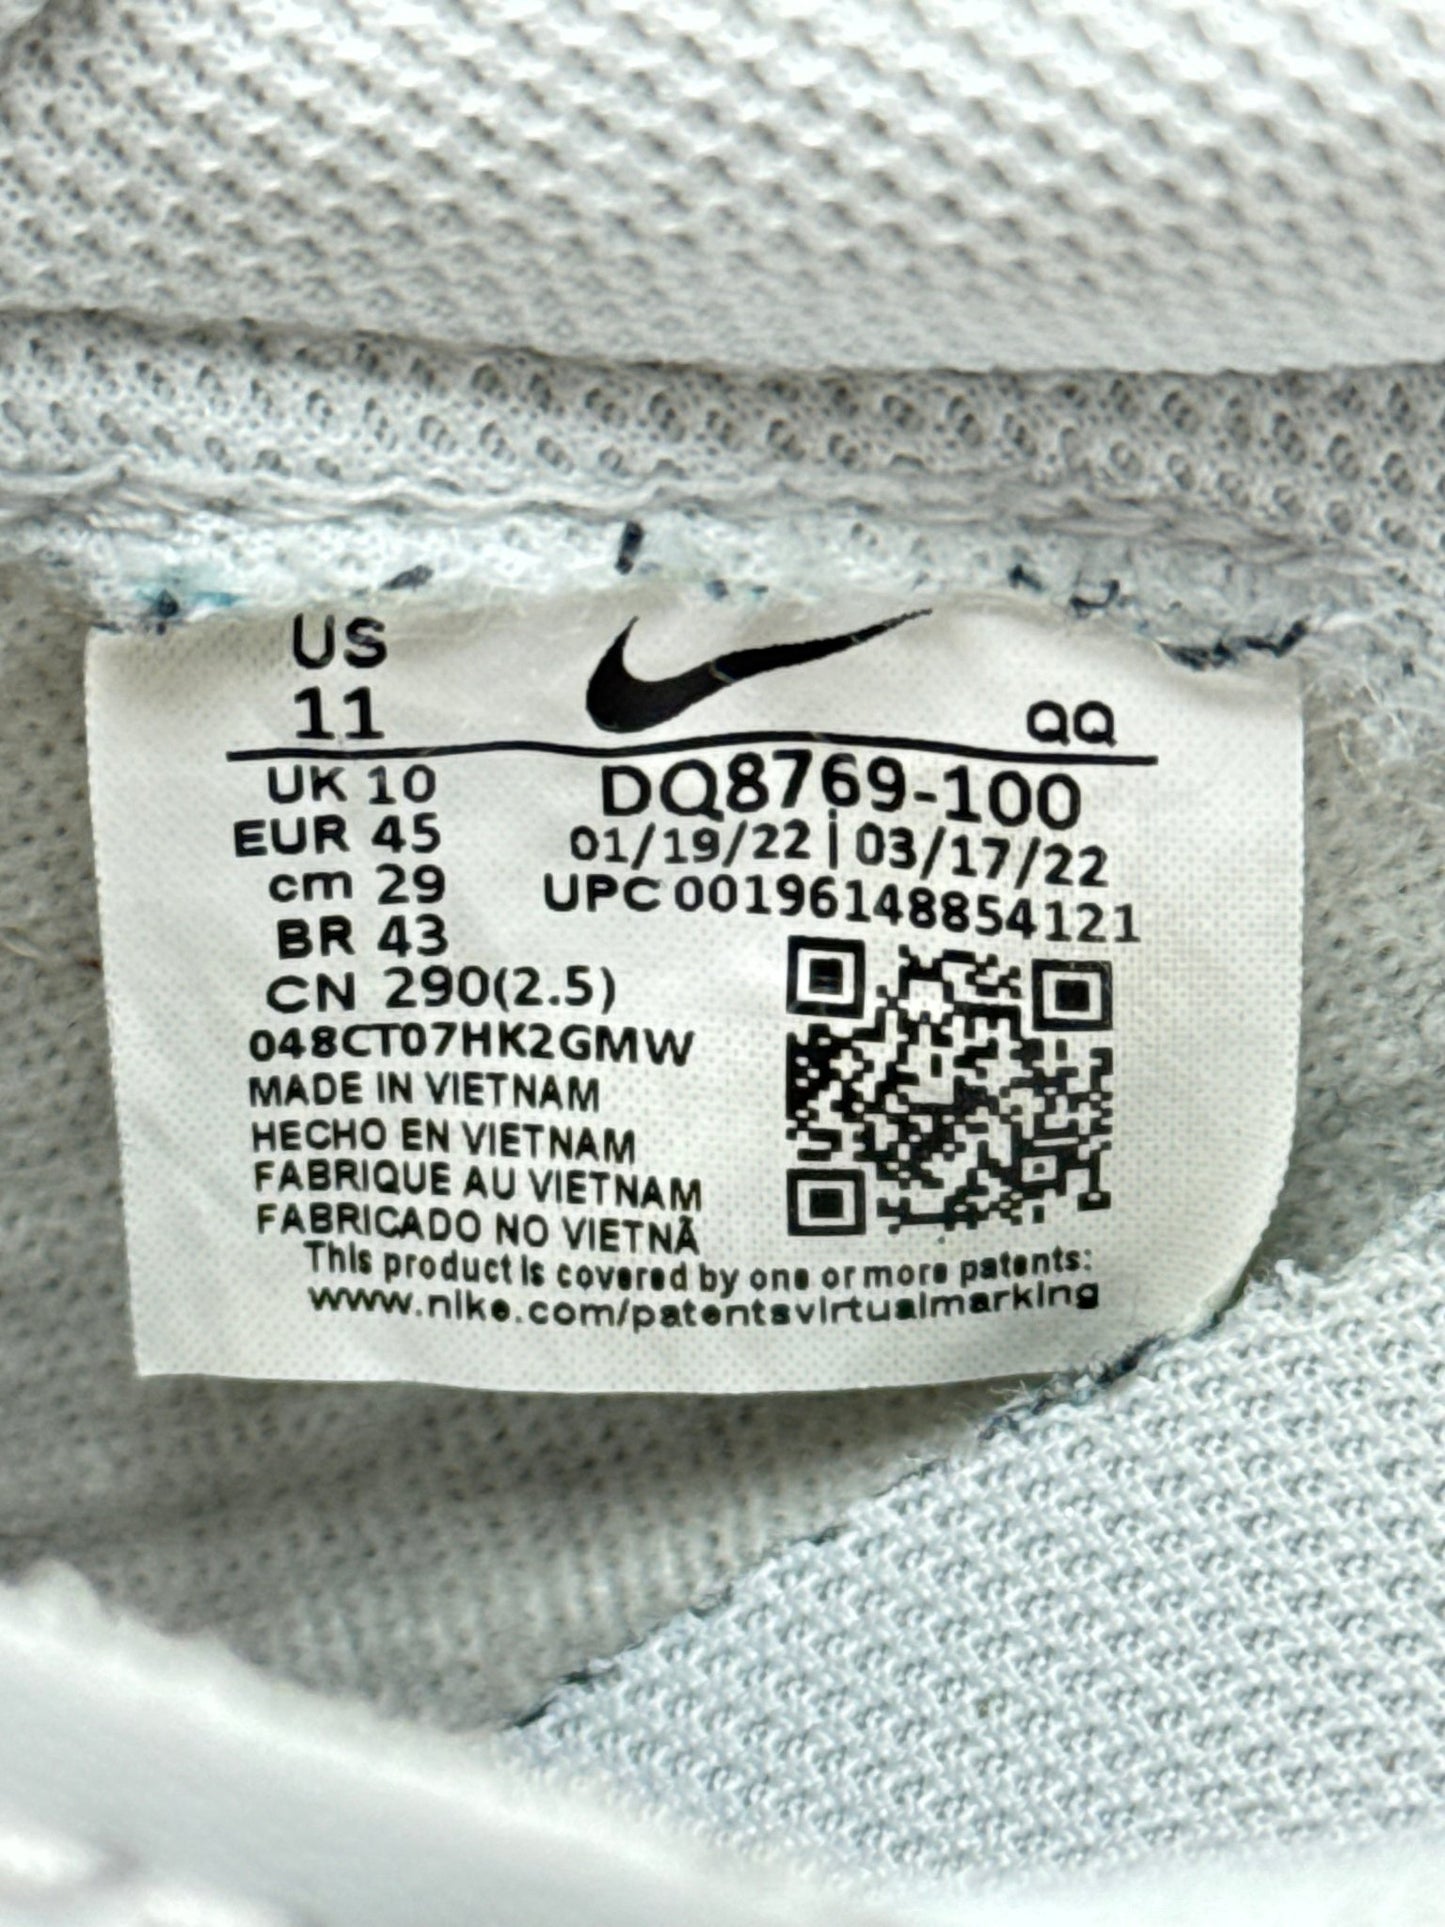 US
11
QQ
UK 10
EUR 45
cm 29
BR 43
CN 290(2.5)
DQ8769-100
01/19/22 | 03/17/22
UPC 00196148854121
048CT07HK2GMW
MADE IN VIETNAM
HECHO EN VIETNAM
FABRIQUE AU VIETNAM
FABRICADO NO VIETNÃ
This product is covered by one or more patents:
www.nike.com/patentsvirtualmarking